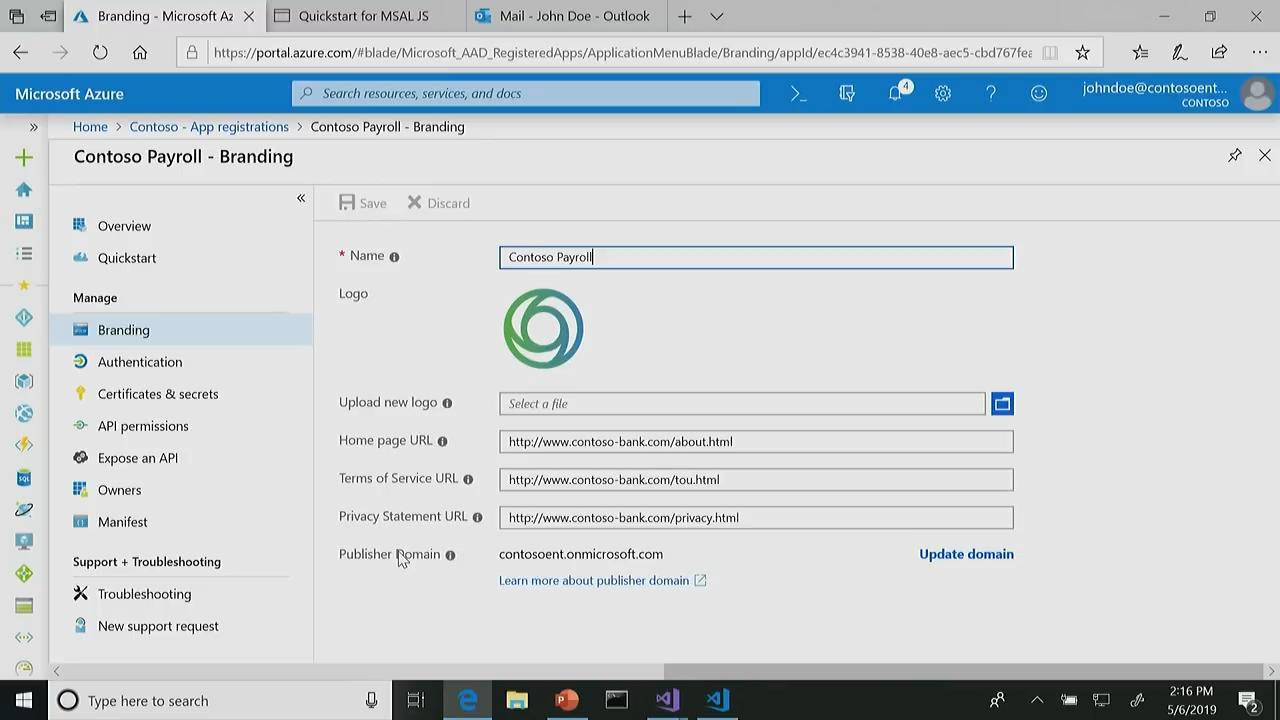 Branding - Microsoft Az
Quickstart for MSAL JS
Mail - John Doe - Outlook
https://portal.azure.com/#blade/Microsoft_AAD_RegisteredApps/ApplicationMenuBlade/Branding/appId/ec4c3941-8538-40e8-aec5-cbd767fea
Microsoft Azure
Search resources, services, and docs
4
johndoe@contosoent...
CONTOSO
Home > Contoso - App registrations > Contoso Payroll - Branding
Contoso Payroll - Branding
Save
Discard
Overview
Quickstart
Manage
Branding
Authentication
Certificates & secrets
API permissions
Expose an API
Owners
Manifest
Support + Troubleshooting
Troubleshooting
New support request
* Name
Contoso Payroll
Logo
Upload new logo
Select a file
Home page URL
http://www.contoso-bank.com/about.html
Terms of Service URL
http://www.contoso-bank.com/tou.html
Privacy Statement URL
http://www.contoso-bank.com/privacy.html
Publisher Domain
contosoent.onmicrosoft.com
Update domain
Learn more about publisher domain
SQL
Type here to search
2:16 PM
5/6/2019
2